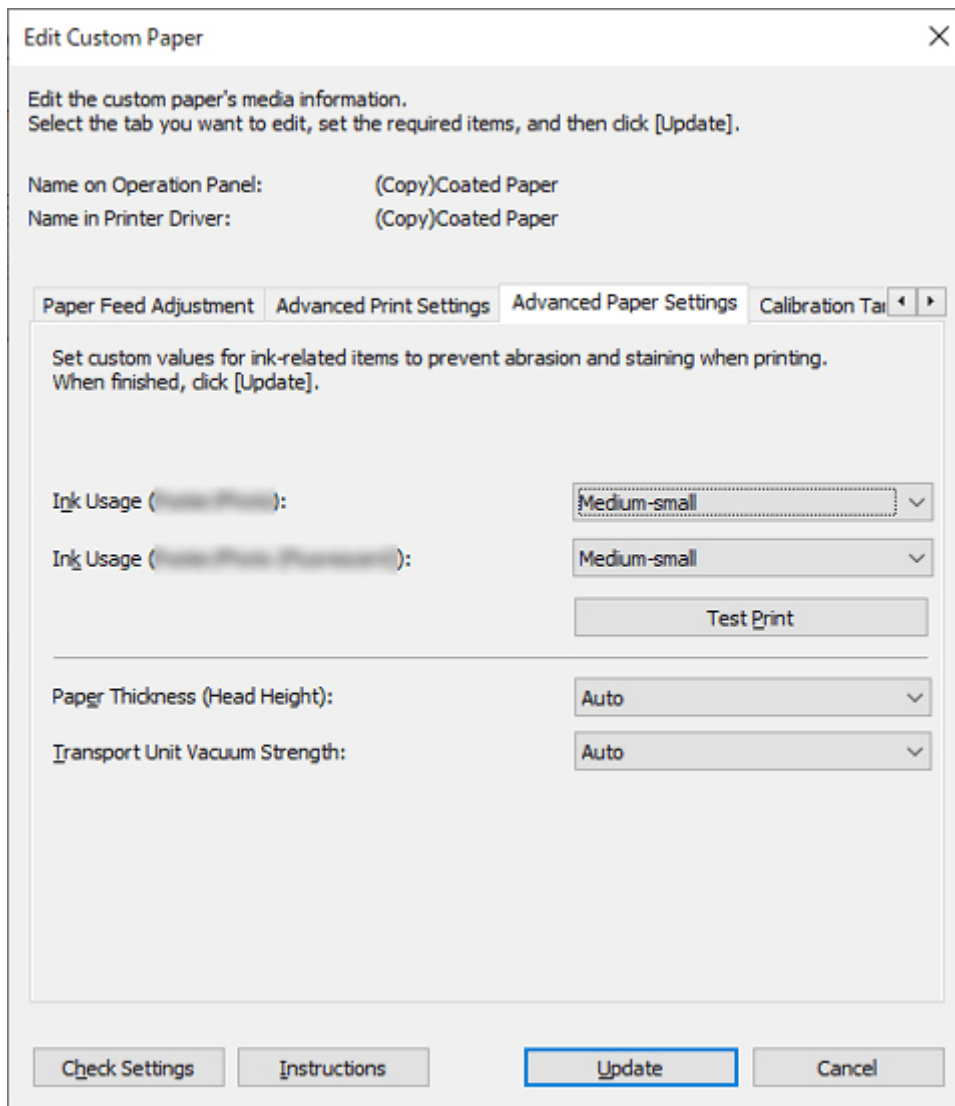 Edit Custom Paper
Edit the custom paper's media information.
Select the tab you want to edit, set the required items, and then click [Update].
Name on Operation Panel: (Copy)Coated Paper
Name in Printer Driver: (Copy)Coated Paper
Paper Feed Adjustment Advanced Print Settings Advanced Paper Settings Calibration Tar
Set custom values for ink-related items to prevent abrasion and staining when printing.
When finished, click [Update].
Ink Usage ( ): Medium-small
Ink Usage ( ): Medium-small
Test Print
Paper Thickness (Head Height): Auto
Transport Unit Vacuum Strength: Auto
Check Settings Instructions Update Cancel